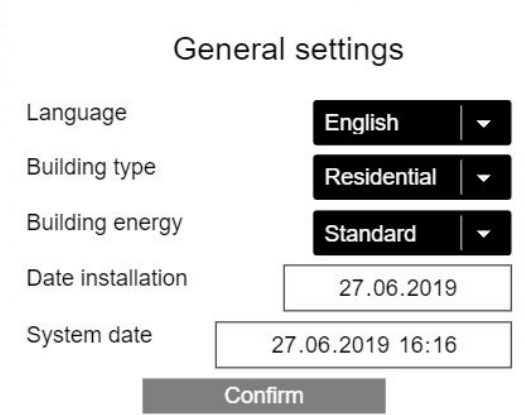 General settings
Language English
Building type Residential
Building energy Standard
Date installation 27.06.2019
System date 27.06.2019 16:16
Confirm